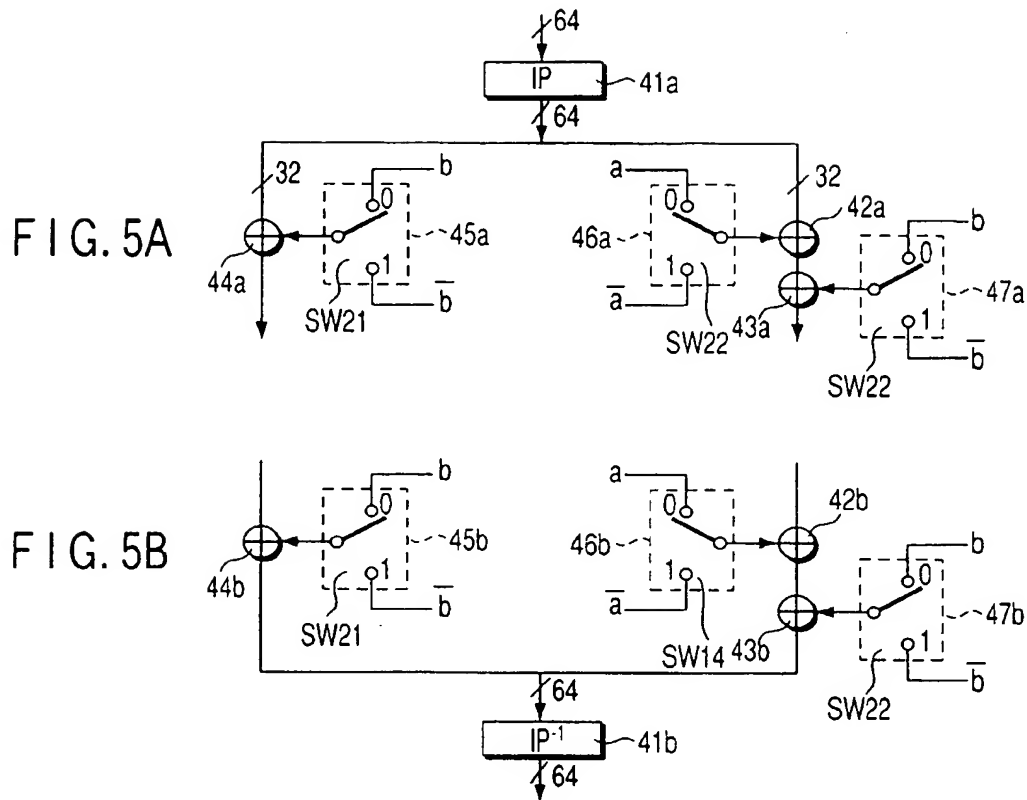 64
IP 41a
64
FIG. 5A
32 b a 32
0 0 42a
44a 45a 46a b
1 1 0
SW21 b̅ a̅ SW22 43a 47a
1
SW22 b̅
FIG. 5B
b a
0 0 42b
44b 45b 46b b
1 1 0
SW21 b̅ a̅ SW14 43b 47b
1
SW22 b̅
64
IP⁻¹ 41b
64